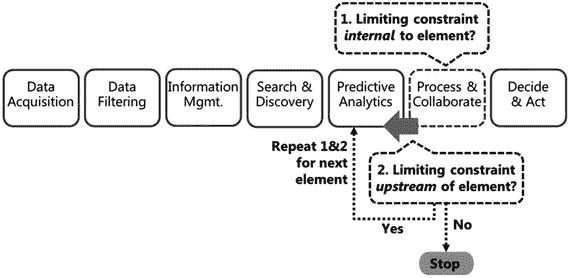 1. Limiting constraint
internal to element?
Data
Acquisition
Data
Filtering
Information
Mgmt.
Search &
Discovery
Predictive
Analytics
Process &
Collaborate
Decide
& Act
Repeat 1&2
for next
element
2. Limiting constraint
upstream of element?
Yes
No
Stop